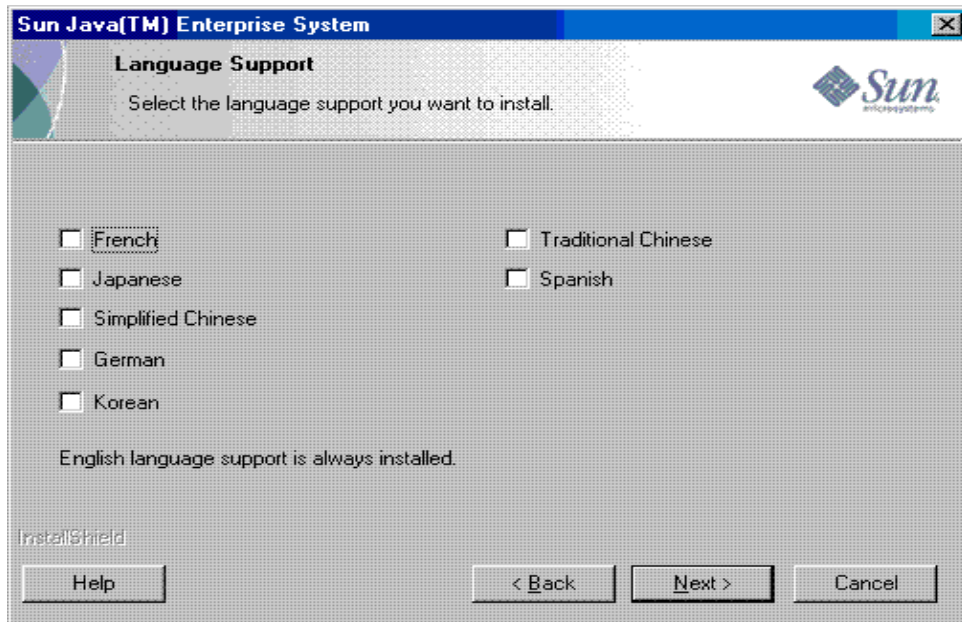 Sun Java(TM) Enterprise System
Language Support
Select the language support you want to install.
Sun
microsystems
French
Traditional Chinese
Japanese
Spanish
Simplified Chinese
German
Korean
English language support is always installed.
InstallShield
Help
< Back
Next >
Cancel